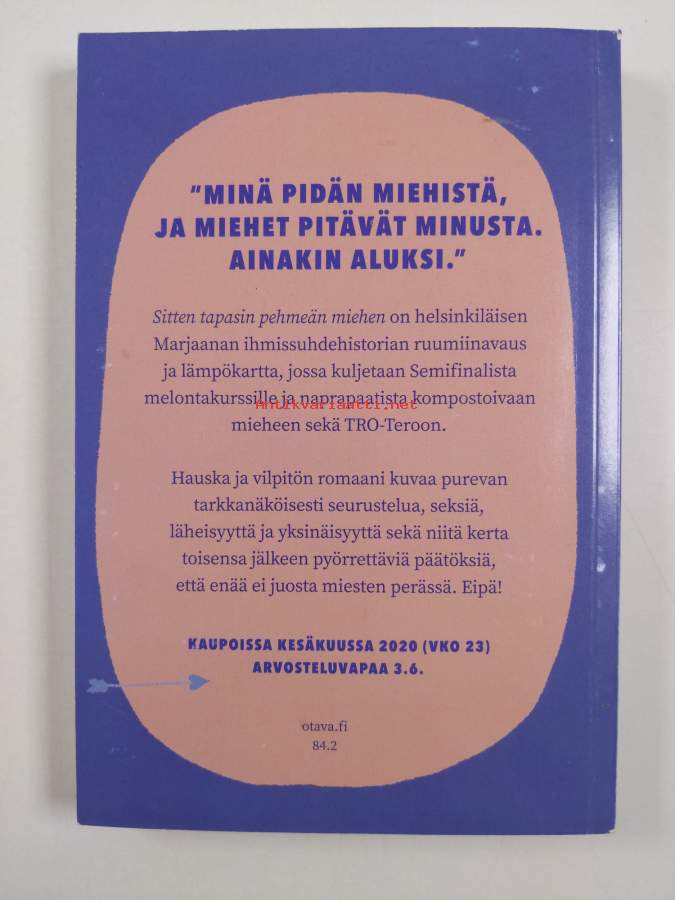 "MINÄ PIDÄN MIEHISTÄ,
JA MIEHET PITÄVÄT MINUSTA.
AINAKIN ALUKSI."
Sitten tapasin pehmeän miehen on helsinkiläisen
Marjaanan ihmissuhdehistorian ruumiinavaus
ja lämpökartta, jossa kuljetaan Semifinalista
melontakurssille ja naprapaatista kompostoivaan
Antikvariaatti.net
mieheen sekä TRO-Teroon.
Hauska ja vilpitön romaani kuvaa purevan
tarkkanäköisesti seurustelua, seksiä,
läheisyyttä ja yksinäisyyttä sekä niitä kerta
toisensa jälkeen pyörrettäviä päätöksiä,
että enää ei juosta miesten perässä. Eipä!
KAUPOISSA KESÄKUUSSA 2020 (VKO 23)
ARVOSTELUVAPAA 3.6.
otava.fi
84.2